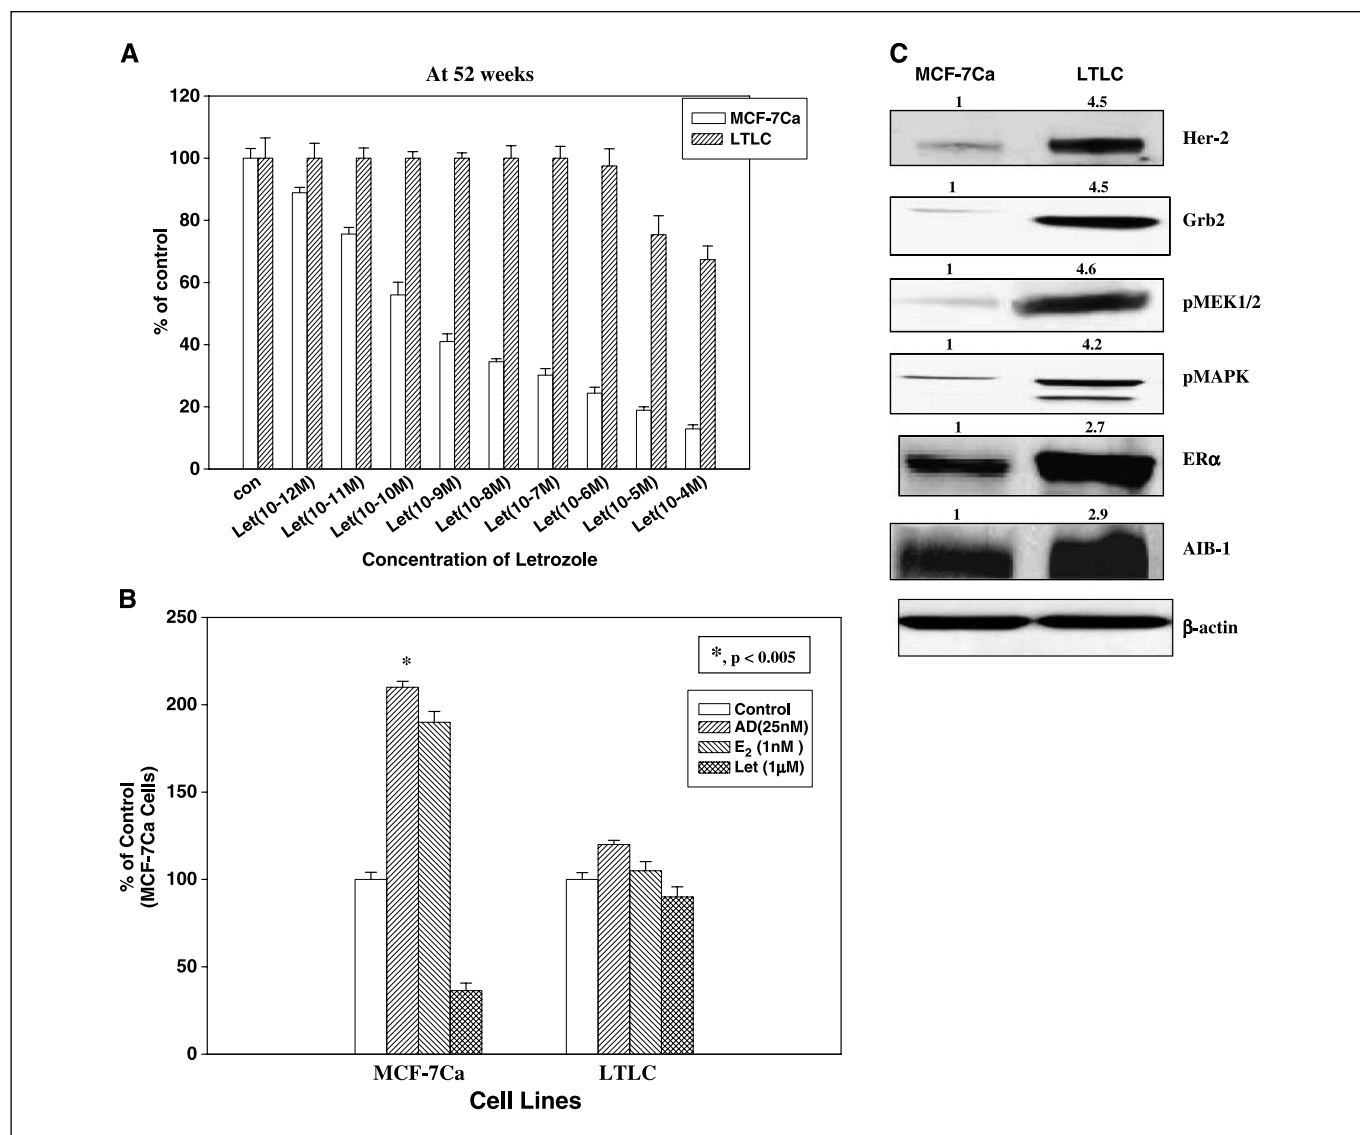 A
At 52 weeks
120
100
80
60
40
20
0
% of control
MCF-7Ca
LTLC
con
Let(10-12M)
Let(10-11M)
Let(10-10M)
Let(10-9M)
Let(10-8M)
Let(10-7M)
Let(10-6M)
Let(10-5M)
Let(10-4M)
Concentration of Letrozole
B
250
200
150
100
50
0
% of Control
(MCF-7Ca Cells)
*
*, p < 0.005
Control
AD(25nM)
E₂ (1nM )
Let (1µM)
MCF-7Ca LTLC
Cell Lines
C
MCF-7Ca LTLC
1 4.5
Her-2
1 4.5
Grb2
1 4.6
pMEK1/2
1 4.2
pMAPK
1 2.7
ERα
1 2.9
AIB-1
β-actin